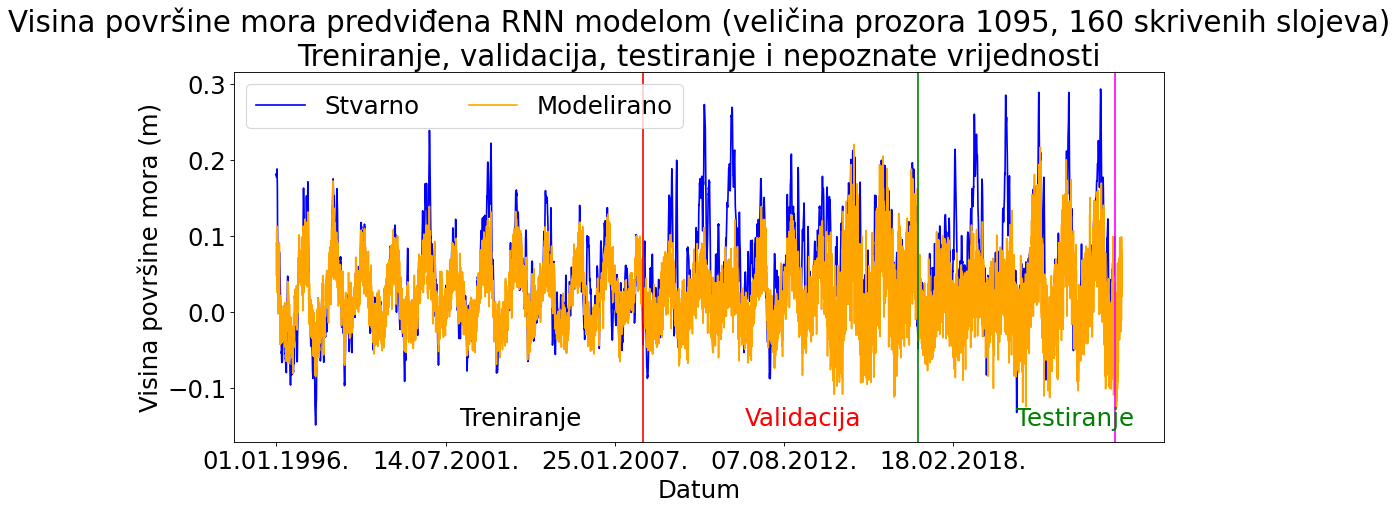 Visina površine mora predviđena RNN modelom (veličina prozora 1095, 160 skrivenih slojeva)
Treniranje, validacija, testiranje i nepoznate vrijednosti
Stvarno Modelirano
Visina površine mora (m)
0.3
0.2
0.1
0.0
−0.1
Treniranje Validacija Testiranje
01.01.1996. 14.07.2001. 25.01.2007. 07.08.2012. 18.02.2018.
Datum